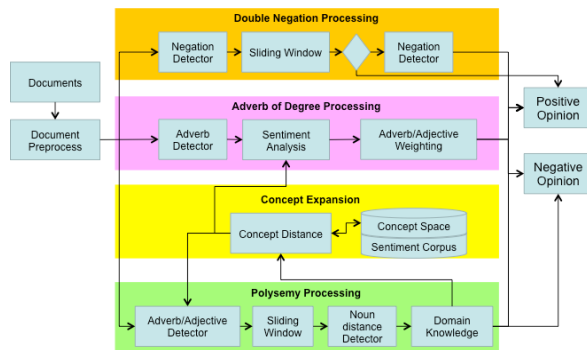 Double Negation Processing
Negation
Detector
Sliding Window
Negation
Detector
Documents
Document
Preprocess
Adverb of Degree Processing
Adverb
Detector
Sentiment
Analysis
Adverb/Adjective
Weighting
Positive
Opinion
Negative
Opinion
Concept Expansion
Concept Distance
Concept Space
Sentiment Corpus
Polysemy Processing
Adverb/Adjective
Detector
Sliding
Window
Noun
distance
Detector
Domain
Knowledge